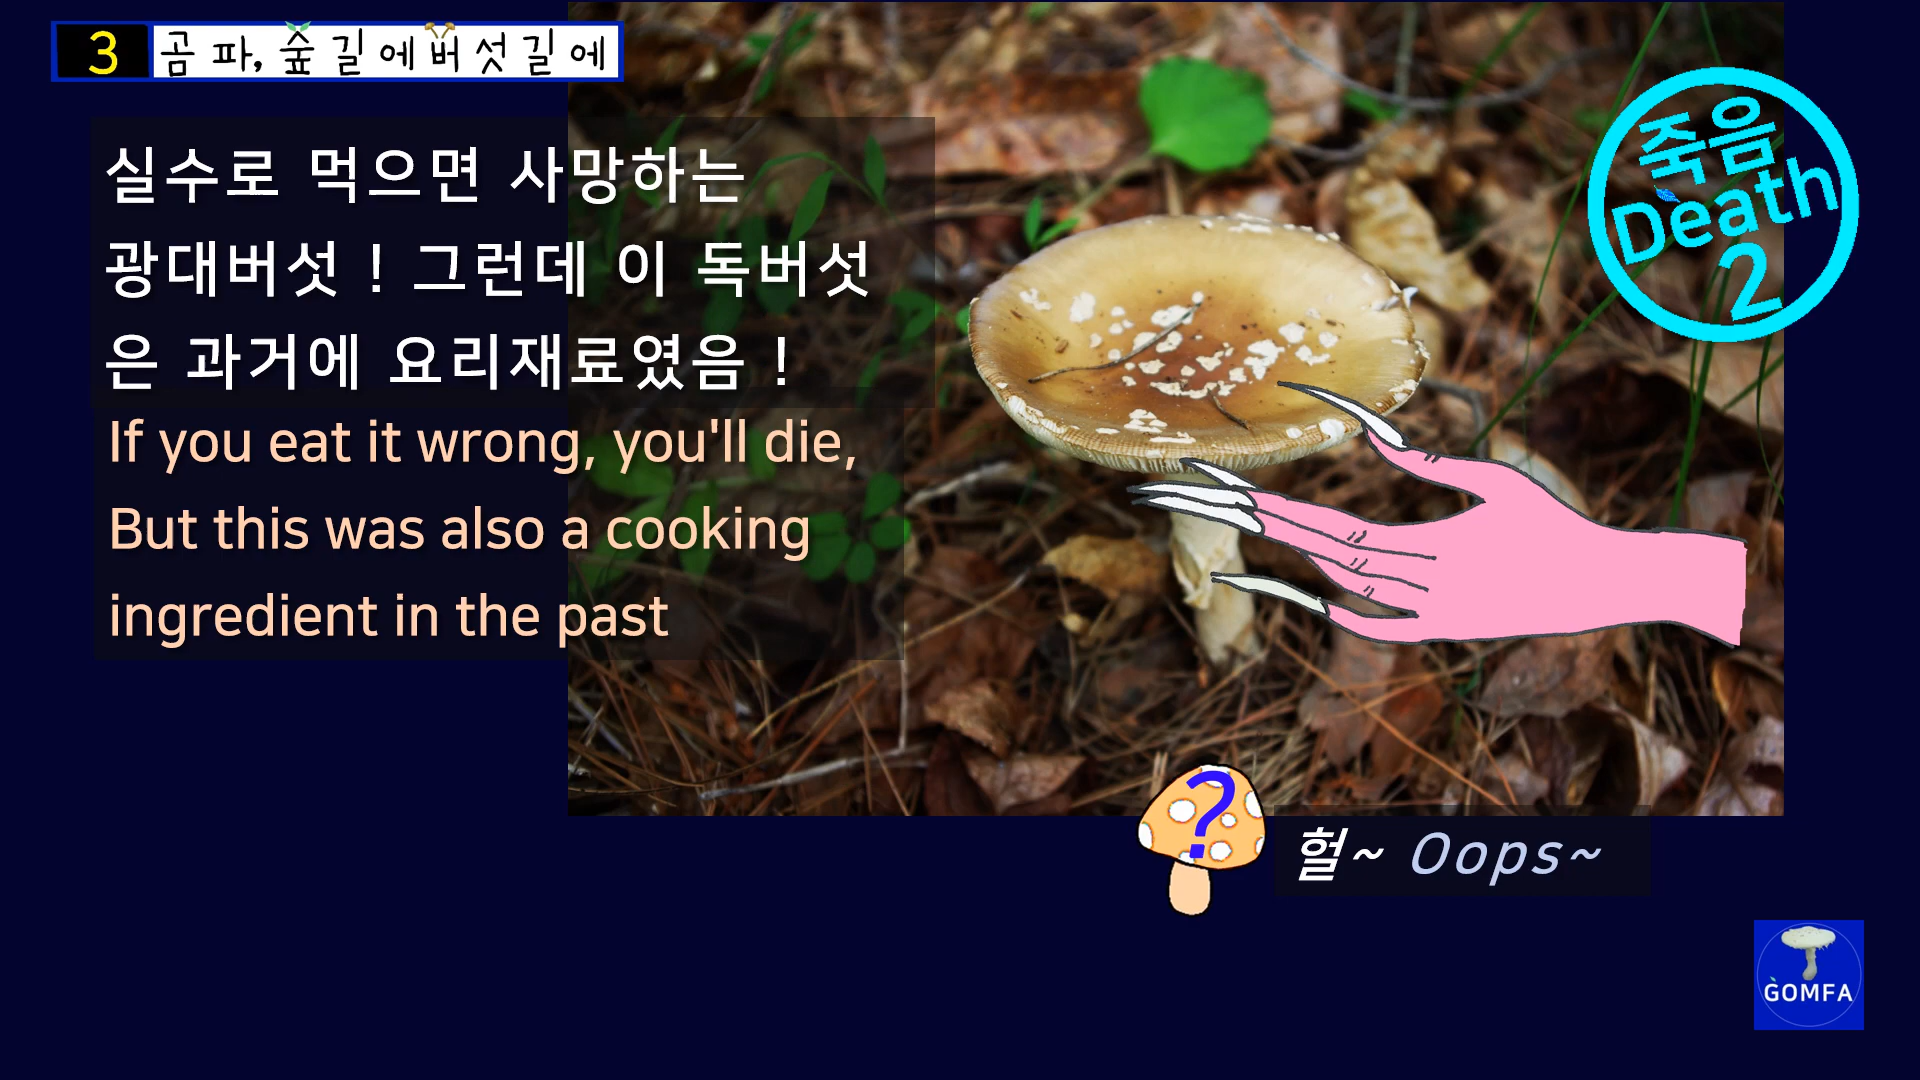 3
곰파, 숲길에버섯길에
실수로 먹으면 사망하는
광대버섯 ! 그런데 이 독버섯
은 과거에 요리재료였음 !
If you eat it wrong, you'll die,
But this was also a cooking
ingredient in the past
죽음
Death
2
?
헐~ Oops~
GOMFA